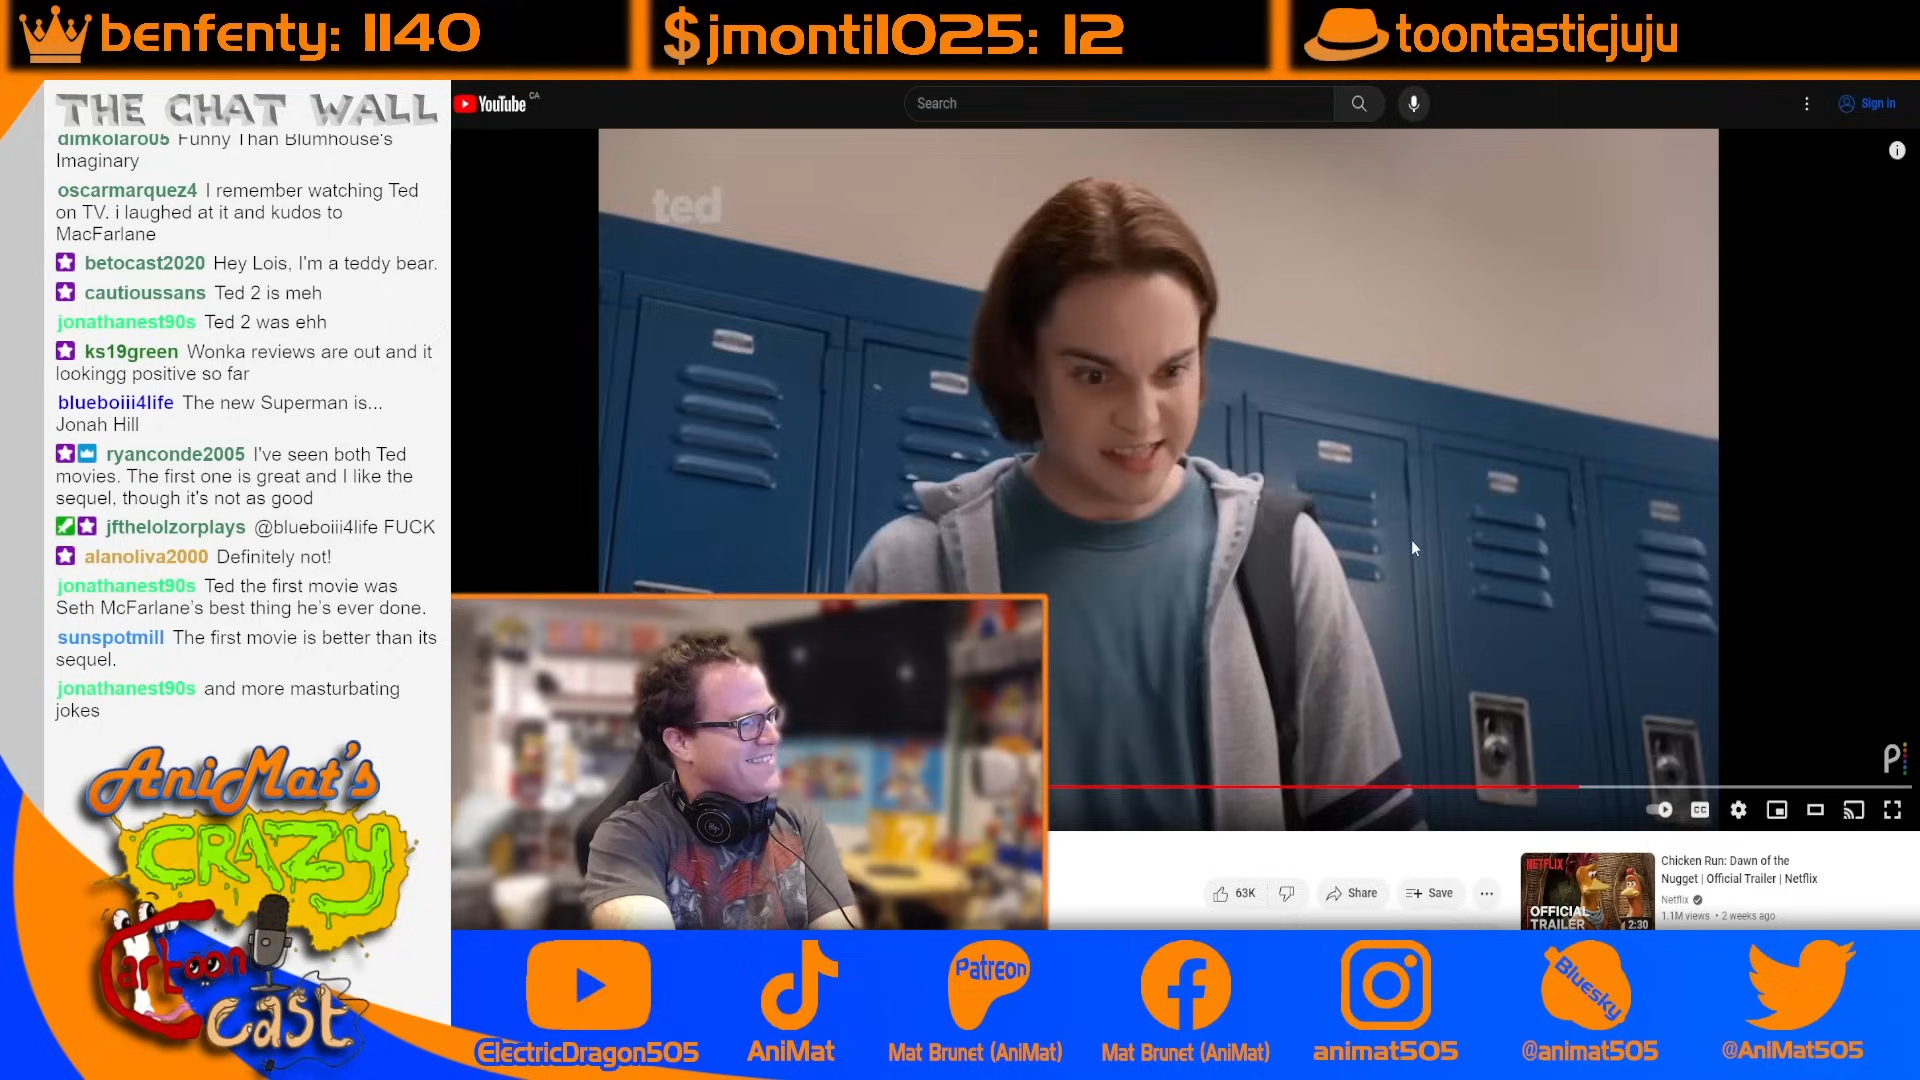 benfenty: 1140
$jmonti1025: 12
toontasticjuju
THE CHAT WALL
dimkolaro05 Funny Than Blumhouse's
Imaginary
oscarmarquez4 I remember watching Ted
on TV. i laughed at it and kudos to
MacFarlane
betocast2020 Hey Lois, I'm a teddy bear.
cautioussans Ted 2 is meh
jonathanest90s Ted 2 was ehh
ks19green Wonka reviews are out and it
lookingg positive so far
blueboiii4life The new Superman is...
Jonah Hill
ryanconde2005 I've seen both Ted
movies. The first one is great and I like the
sequel, though it's not as good
jfthelolzorplays @blueboiii4life FUCK
alanoliva2000 Definitely not!
jonathanest90s Ted the first movie was
Seth McFarlane's best thing he's ever done.
sunspotmill The first movie is better than its
sequel.
jonathanest90s and more masturbating
jokes
AniMat's
CRAZY
Cartoon
Cast
YouTube CA
Search
Sign in
ted
P
CC
63K
Share
Save
NETFLIX
OFFICIAL
TRAILER
2:30
Chicken Run: Dawn of the
Nugget | Official Trailer | Netflix
Netflix
1.1M views • 2 weeks ago
Patreon
Bluesky
ElectricDragon505
AniMat
Mat Brunet (AniMat)
Mat Brunet (AniMat)
animat505
@animat505
@AniMat505